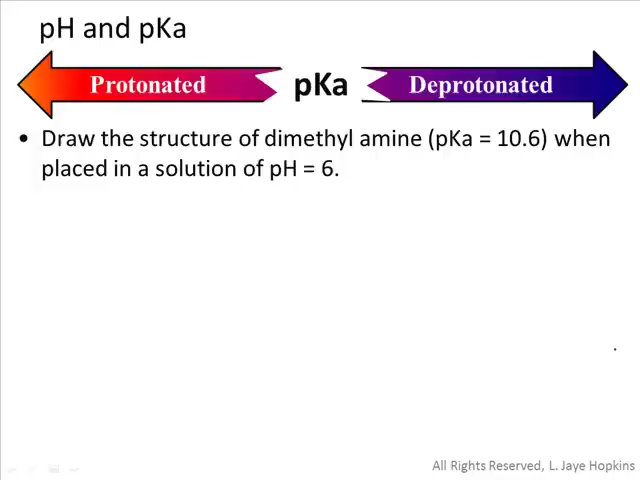 pH and pKa
Protonated pKa Deprotonated
• Draw the structure of dimethyl amine (pKa = 10.6) when
placed in a solution of pH = 6.
All Rights Reserved, L. Jaye Hopkins